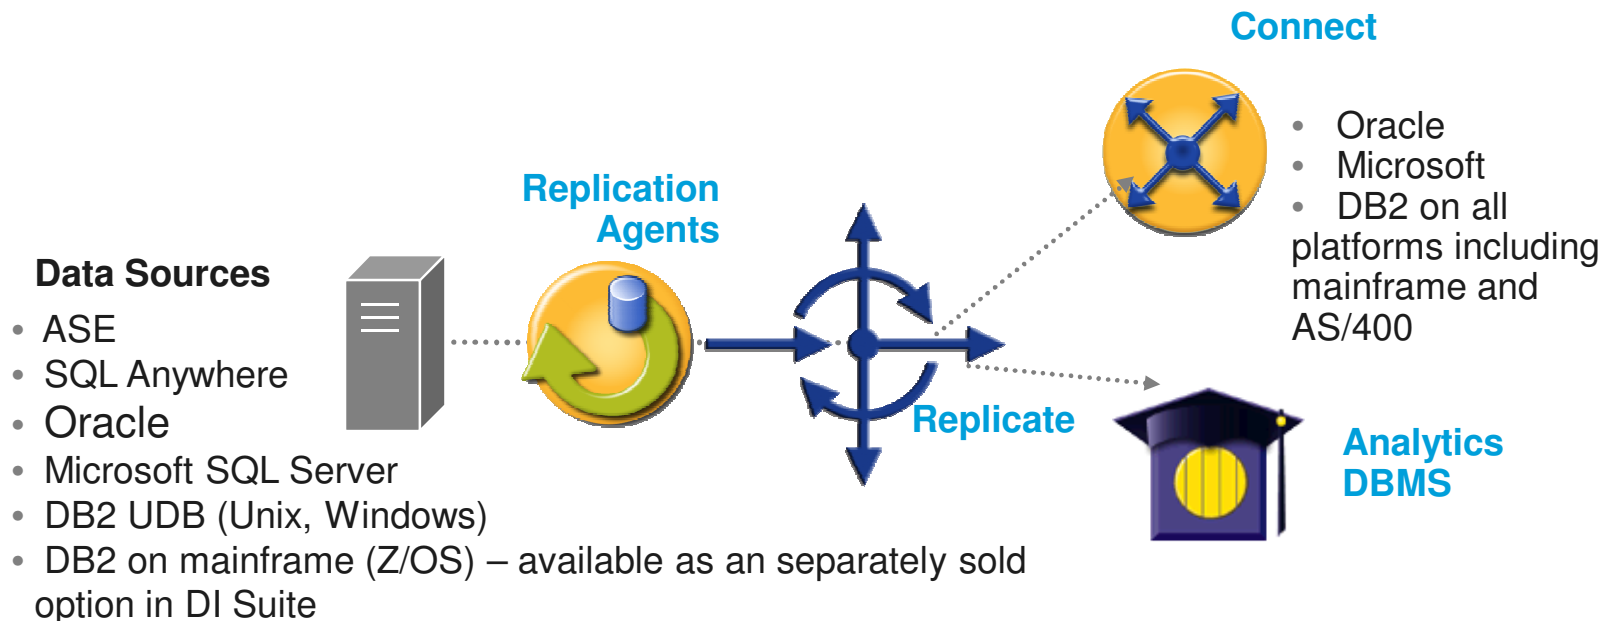 Connect
• Oracle
• Microsoft
• DB2 on all
platforms including
mainframe and
AS/400
Replication
Agents
Data Sources
• ASE
• SQL Anywhere
• Oracle
• Microsoft SQL Server
• DB2 UDB (Unix, Windows)
• DB2 on mainframe (Z/OS) – available as an separately sold
option in DI Suite
Replicate
Analytics
DBMS